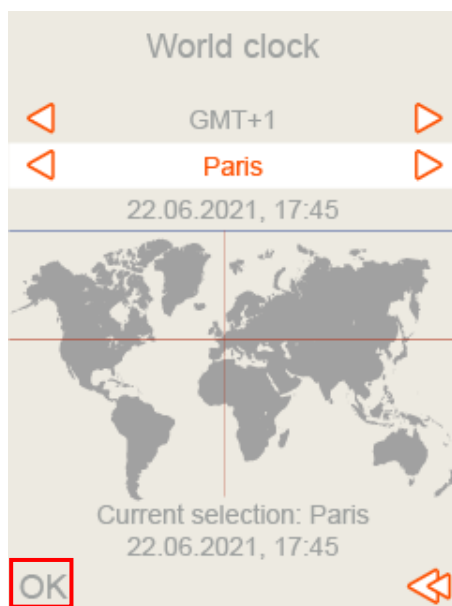 World clock
GMT+1
Paris
22.06.2021, 17:45
Current selection: Paris
22.06.2021, 17:45
OK